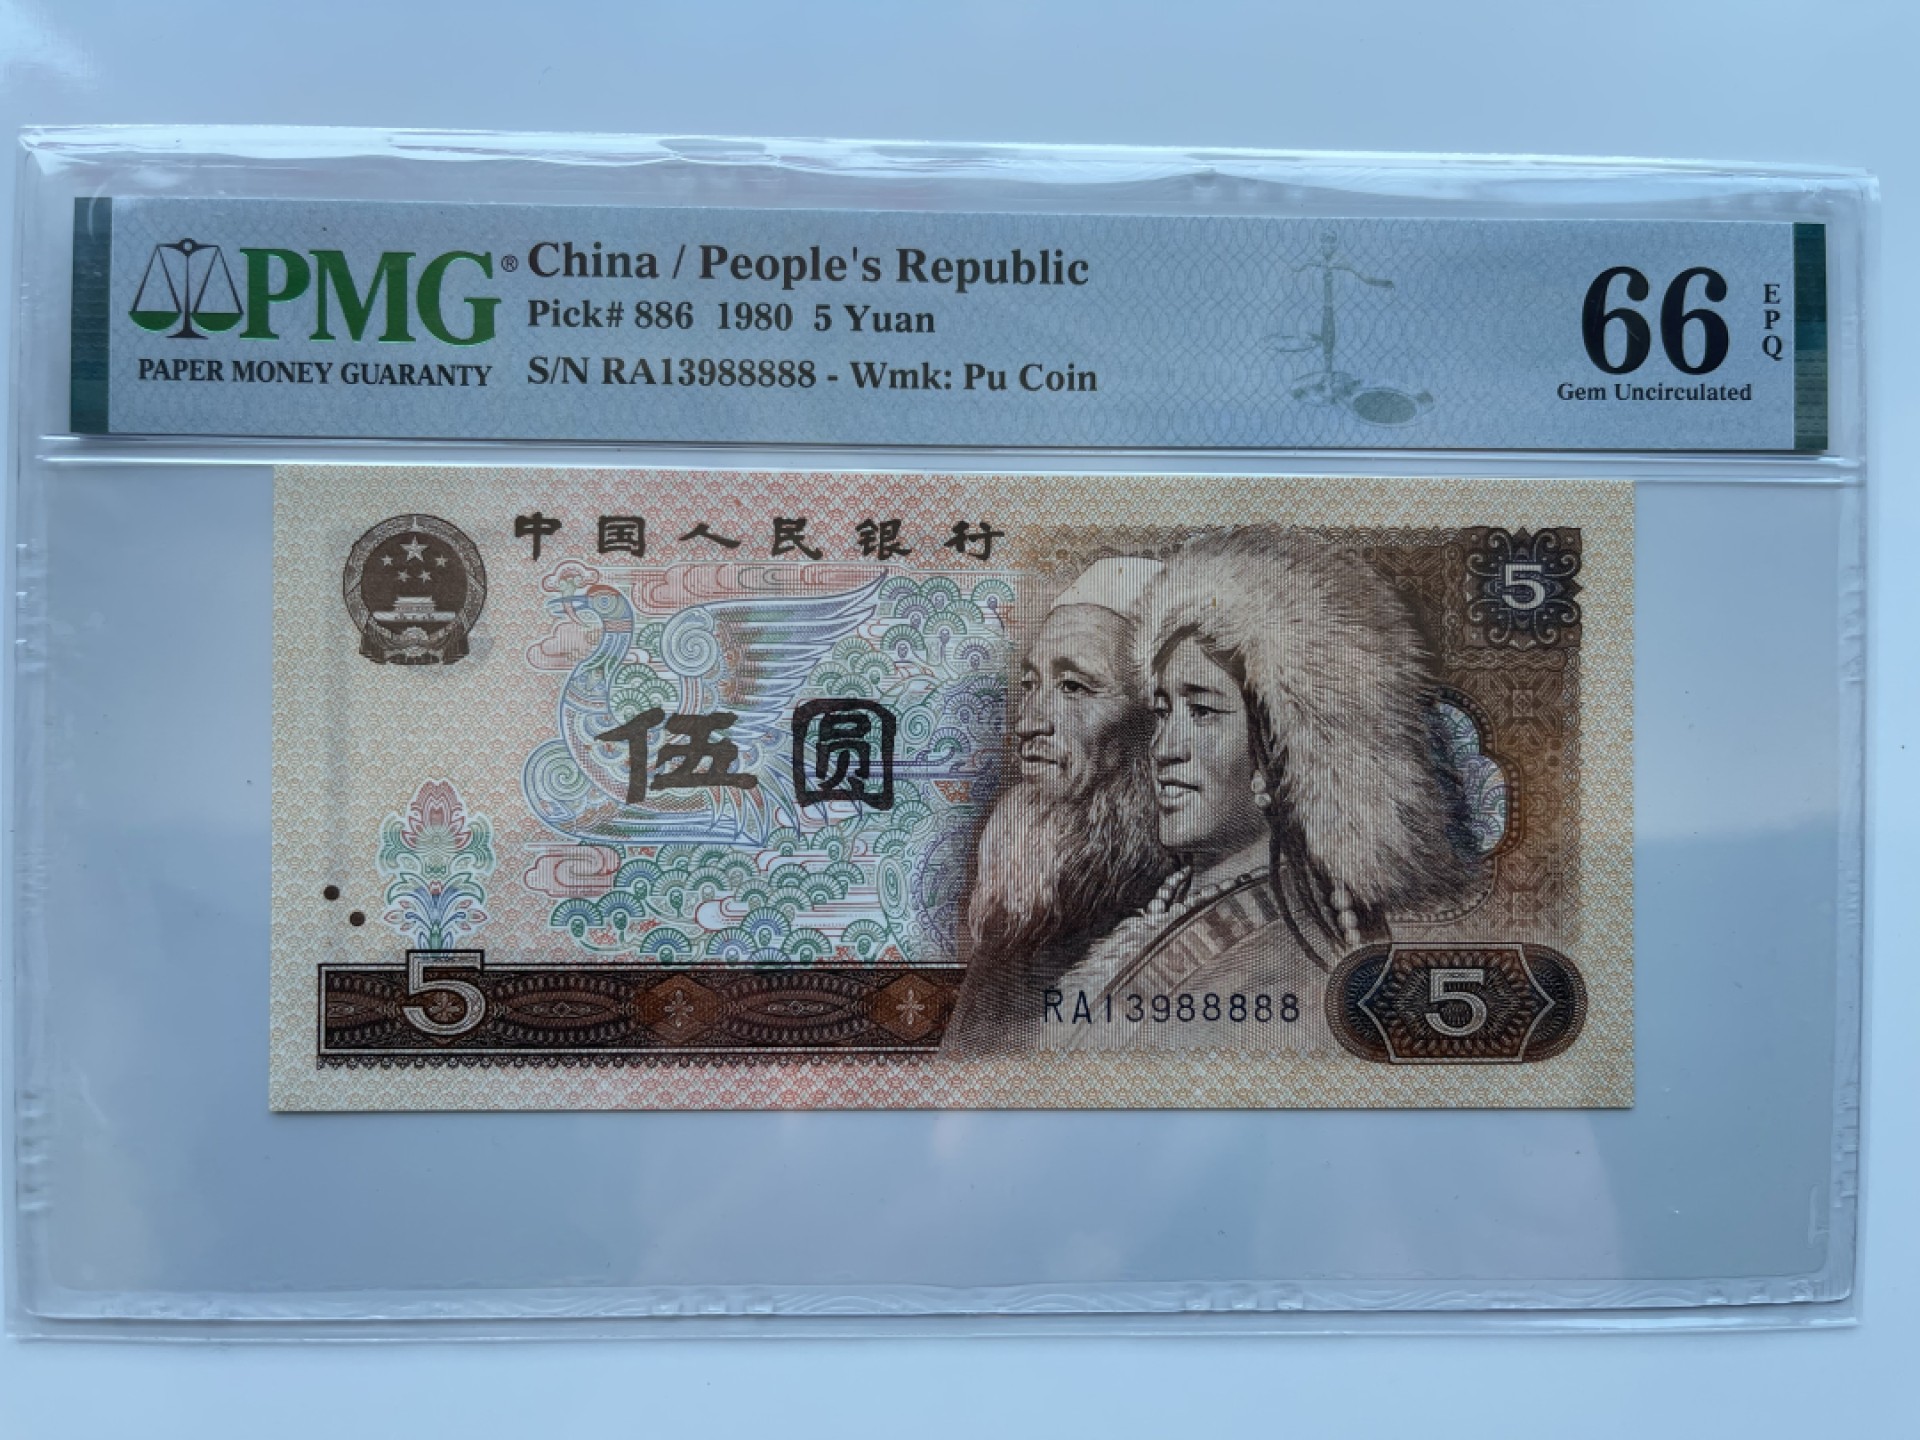 PMG®
PAPER MONEY GUARANTY
China / People's Republic
Pick# 886 1980 5 Yuan
S/N RA13988888 - Wmk: Pu Coin
66
EPQ
Gem Uncirculated
中国人民银行
5
伍圆
5
RA13988888
5